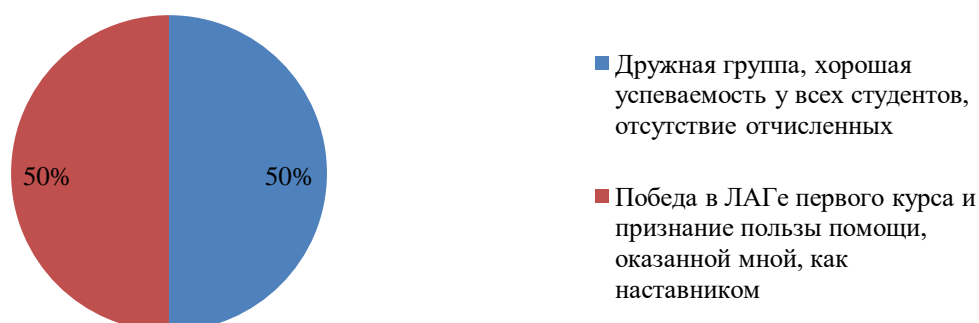 50%
50%
Дружная группа, хорошая
успеваемость у всех студентов,
отсутствие отчисленных
Победа в ЛАГе первого курса и
признание пользы помощи,
оказанной мной, как
наставником